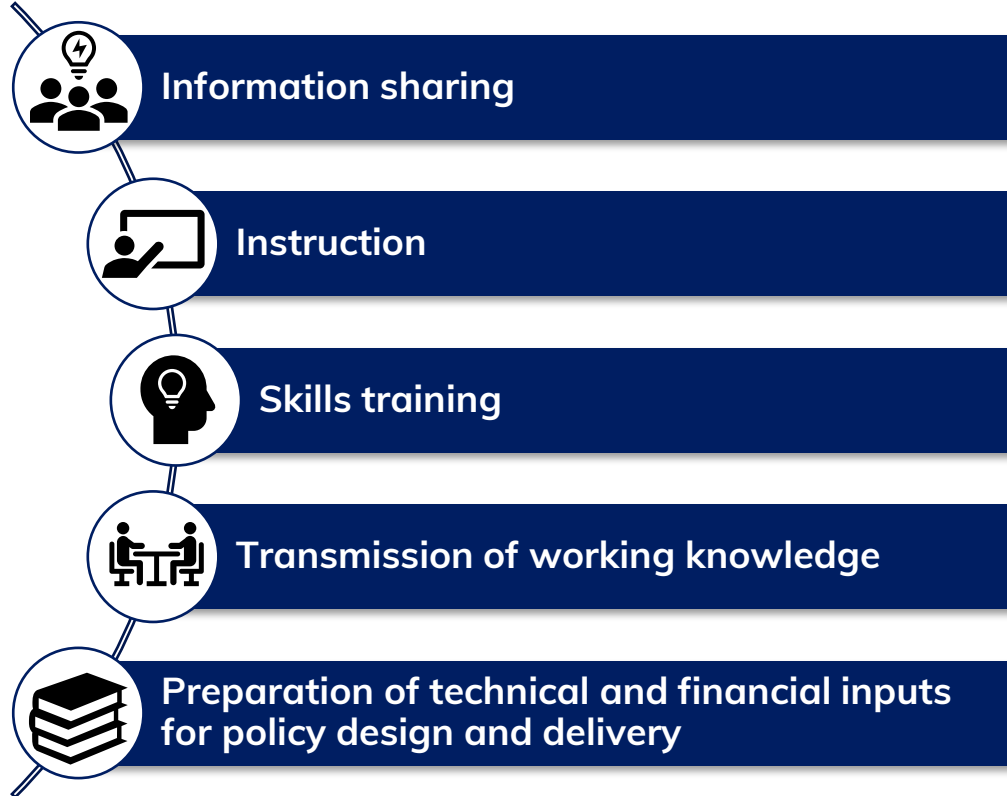 Information sharing
Instruction
Skills training
Transmission of working knowledge
Preparation of technical and financial inputs
for policy design and delivery